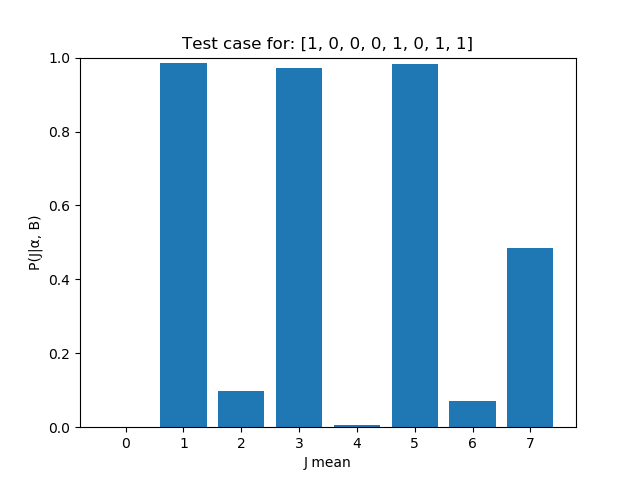 Test case for: [1, 0, 0, 0, 1, 0, 1, 1]
1.0
0.8
0.6
0.4
0.2
0.0
P(J|α, B)
0 1 2 3 4 5 6 7
J mean